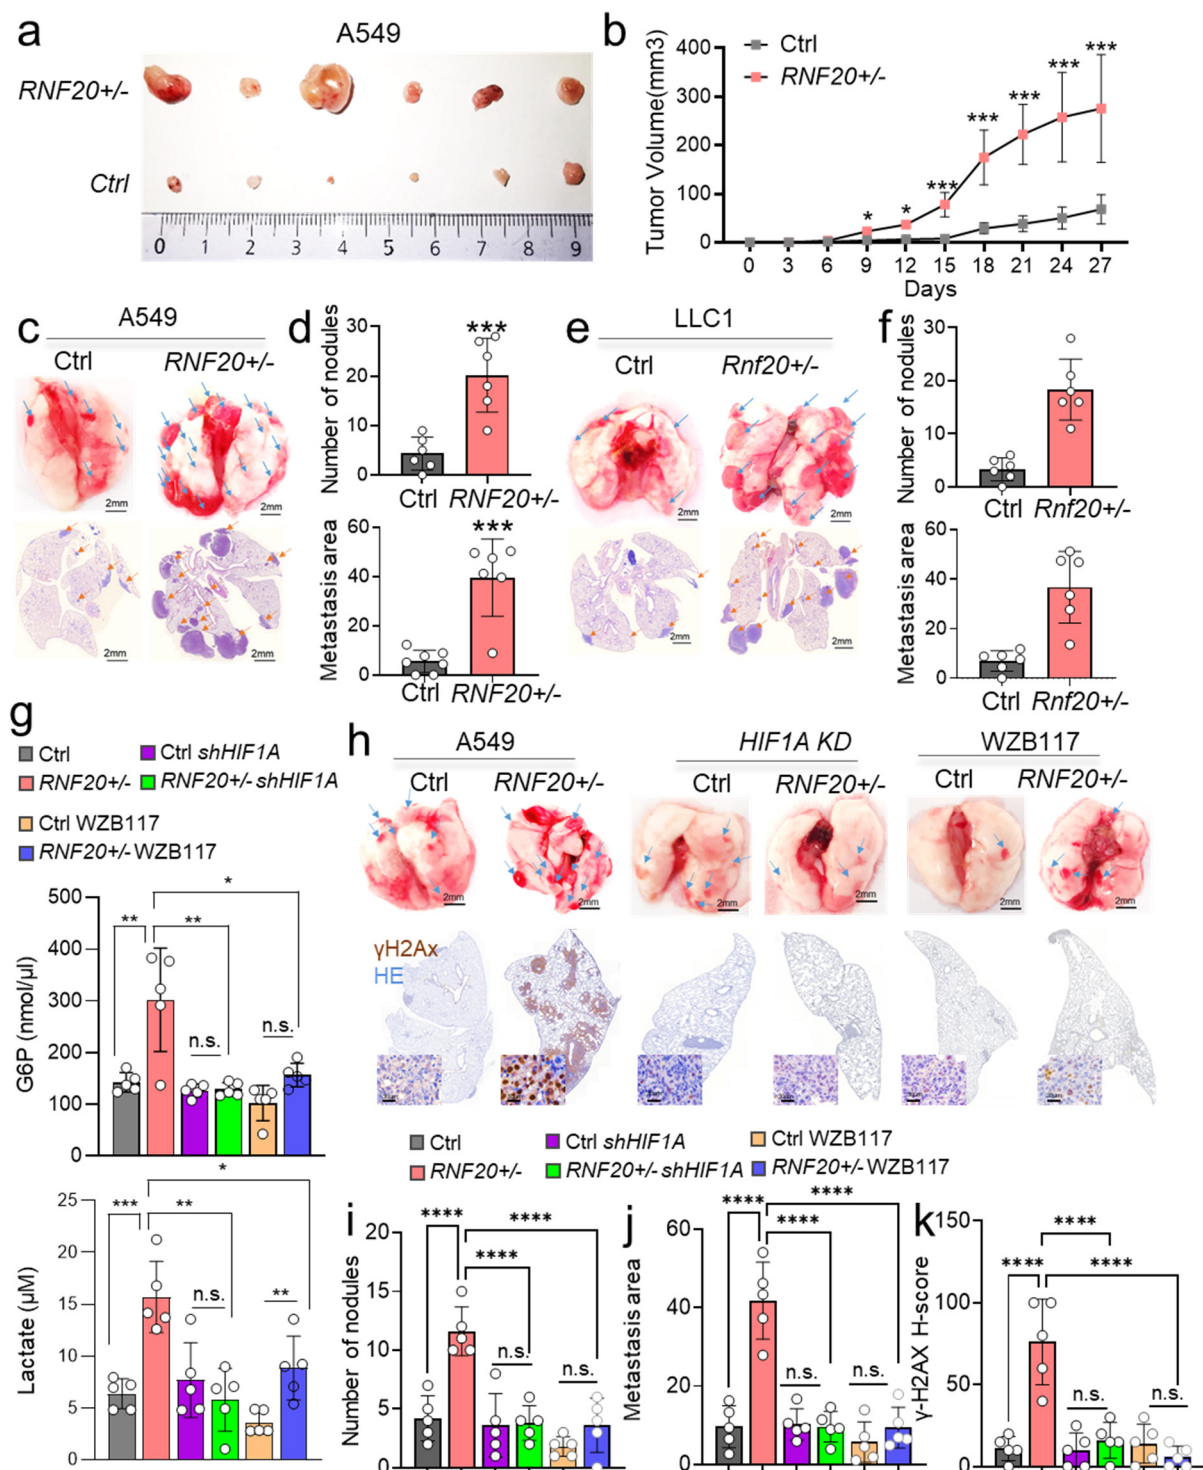 a
A549
RNF20+/-
Ctrl
0 1 2 3 4 5 6 7 8 9
b
Tumor Volume(mm3)
Ctrl
RNF20+/-
400
300
200
100
0
* * *** *** *** *** ***
0 3 6 9 12 15 18 21 24 27
Days
c
A549
Ctrl RNF20+/-
2mm 2mm
2mm 2mm
d
Number of nodules
30
20
10
0
***
Ctrl RNF20+/-
Metastasis area
60
40
20
0
***
Ctrl RNF20+/-
e
LLC1
Ctrl Rnf20+/-
2mm 2mm
2mm 2mm
f
Number of nodules
30
20
10
0
Ctrl Rnf20+/-
Metastasis area
60
40
20
0
Ctrl Rnf20+/-
g
Ctrl Ctrl shHIF1A
RNF20+/- RNF20+/- shHIF1A
Ctrl WZB117
RNF20+/- WZB117
G6P (nmol/µl)
500
400
300
200
100
0
*
** **
n.s. n.s.
Lactate (µM)
25
20
15
10
5
0
*
*** **
n.s. **
h
A549 HIF1A KD WZB117
Ctrl RNF20+/- Ctrl RNF20+/- Ctrl RNF20+/-
2mm 2mm 2mm 2mm 2mm 2mm
γH2Ax
HE
Ctrl Ctrl shHIF1A Ctrl WZB117
RNF20+/- RNF20+/- shHIF1A RNF20+/- WZB117
i
Number of nodules
20
15
10
5
0
**** ****
****
n.s. n.s.
j
Metastasis area
60
40
20
0
**** ****
****
n.s. n.s.
k
γ-H2AX H-score
150
100
50
0
****
**** ****
n.s. n.s.